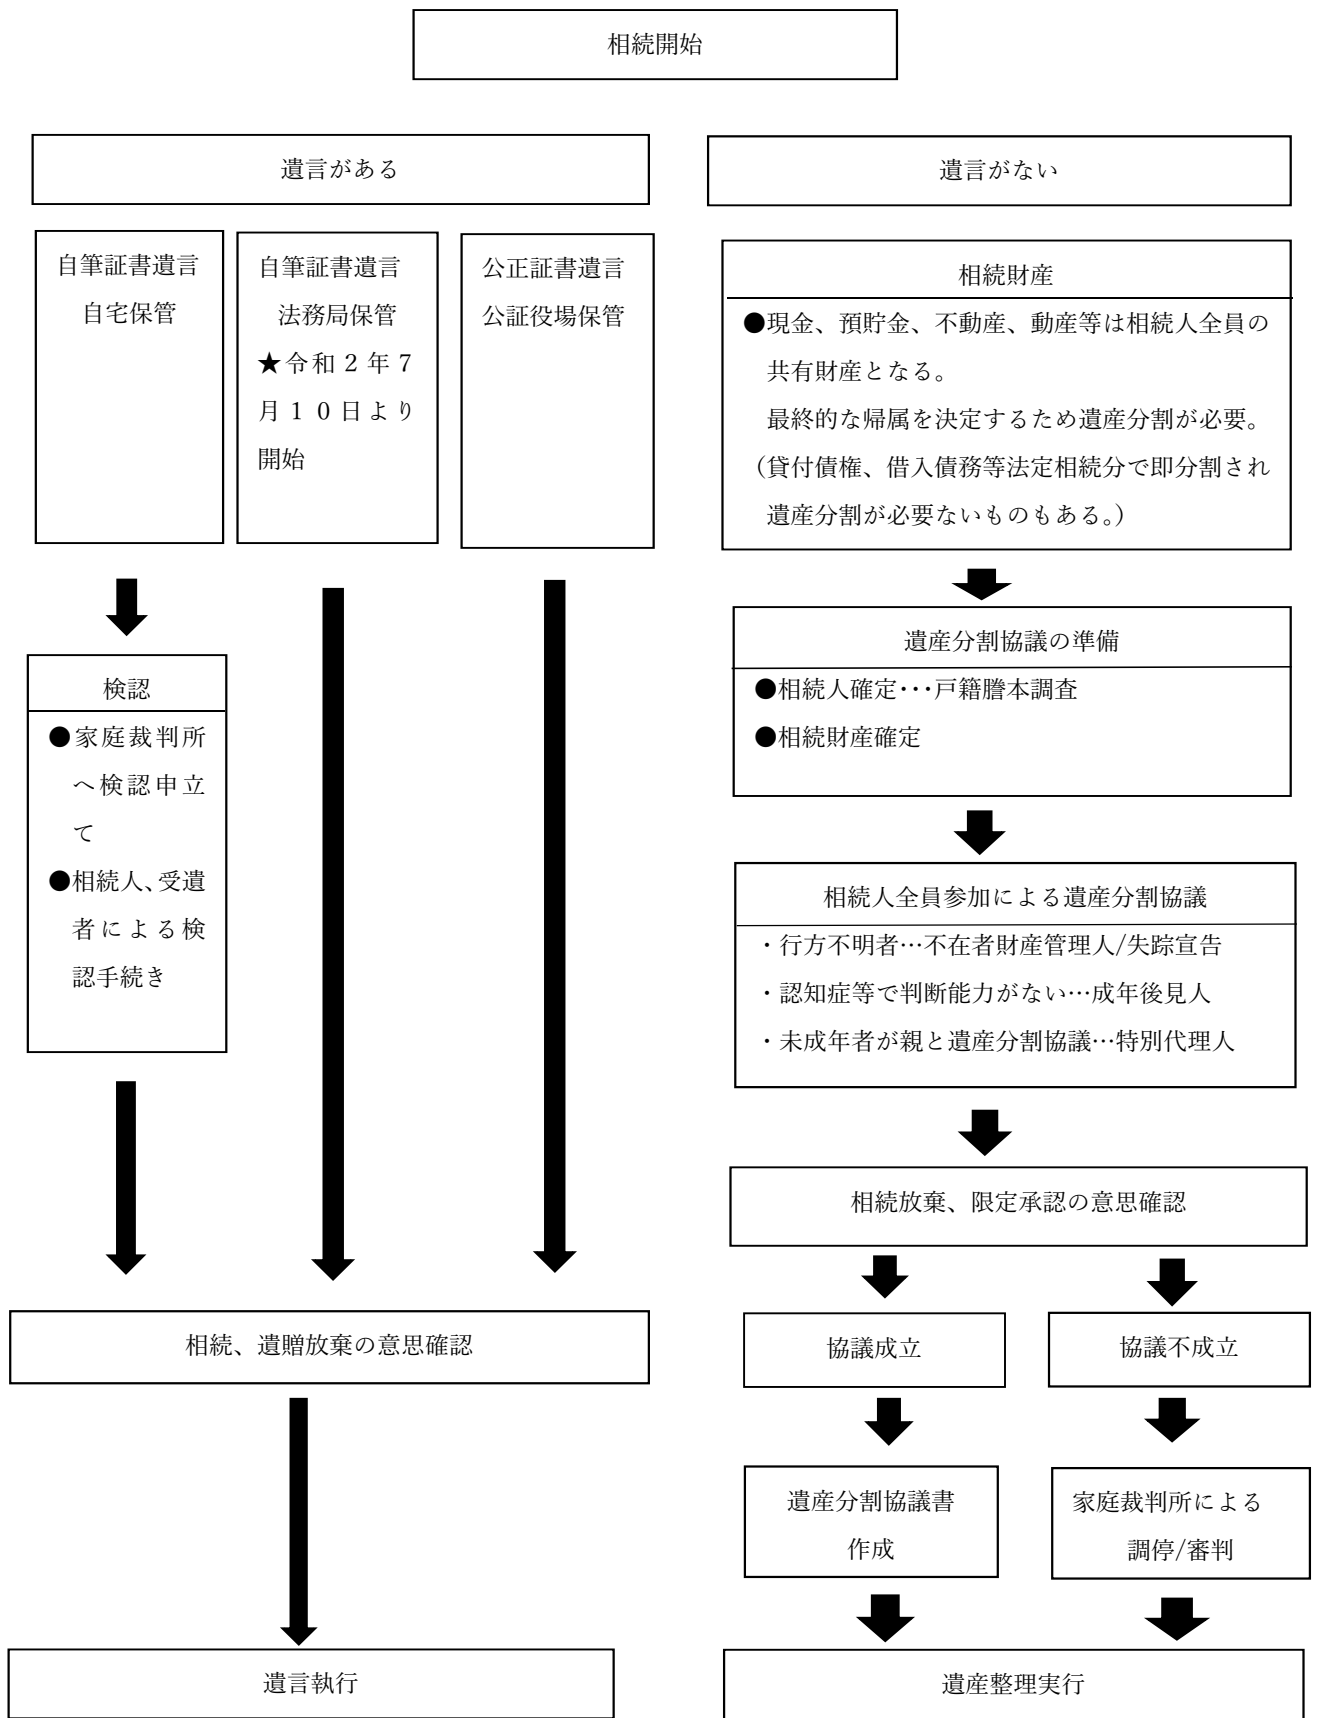 相続開始
遺言がある
遺言がない
自筆証書遺言
自宅保管
自筆証書遺言
法務局保管
★令和２年７
月１０日より
開始
公正証書遺言
公証役場保管
相続財産
●現金、預貯金、不動産、動産等は相続人全員の
共有財産となる。
最終的な帰属を決定するため遺産分割が必要。
（貸付債権、借入債務等法定相続分で即分割され
遺産分割が必要ないものもある。）
遺産分割協議の準備
●相続人確定･･･戸籍謄本調査
●相続財産確定
検認
●家庭裁判所
へ検認申立
て
●相続人、受遺
者による検
認手続き
相続人全員参加による遺産分割協議
・行方不明者…不在者財産管理人/失踪宣告
・認知症等で判断能力がない…成年後見人
・未成年者が親と遺産分割協議…特別代理人
相続放棄、限定承認の意思確認
相続、遺贈放棄の意思確認
協議成立
協議不成立
遺産分割協議書
作成
家庭裁判所による
調停/審判
遺言執行
遺産整理実行